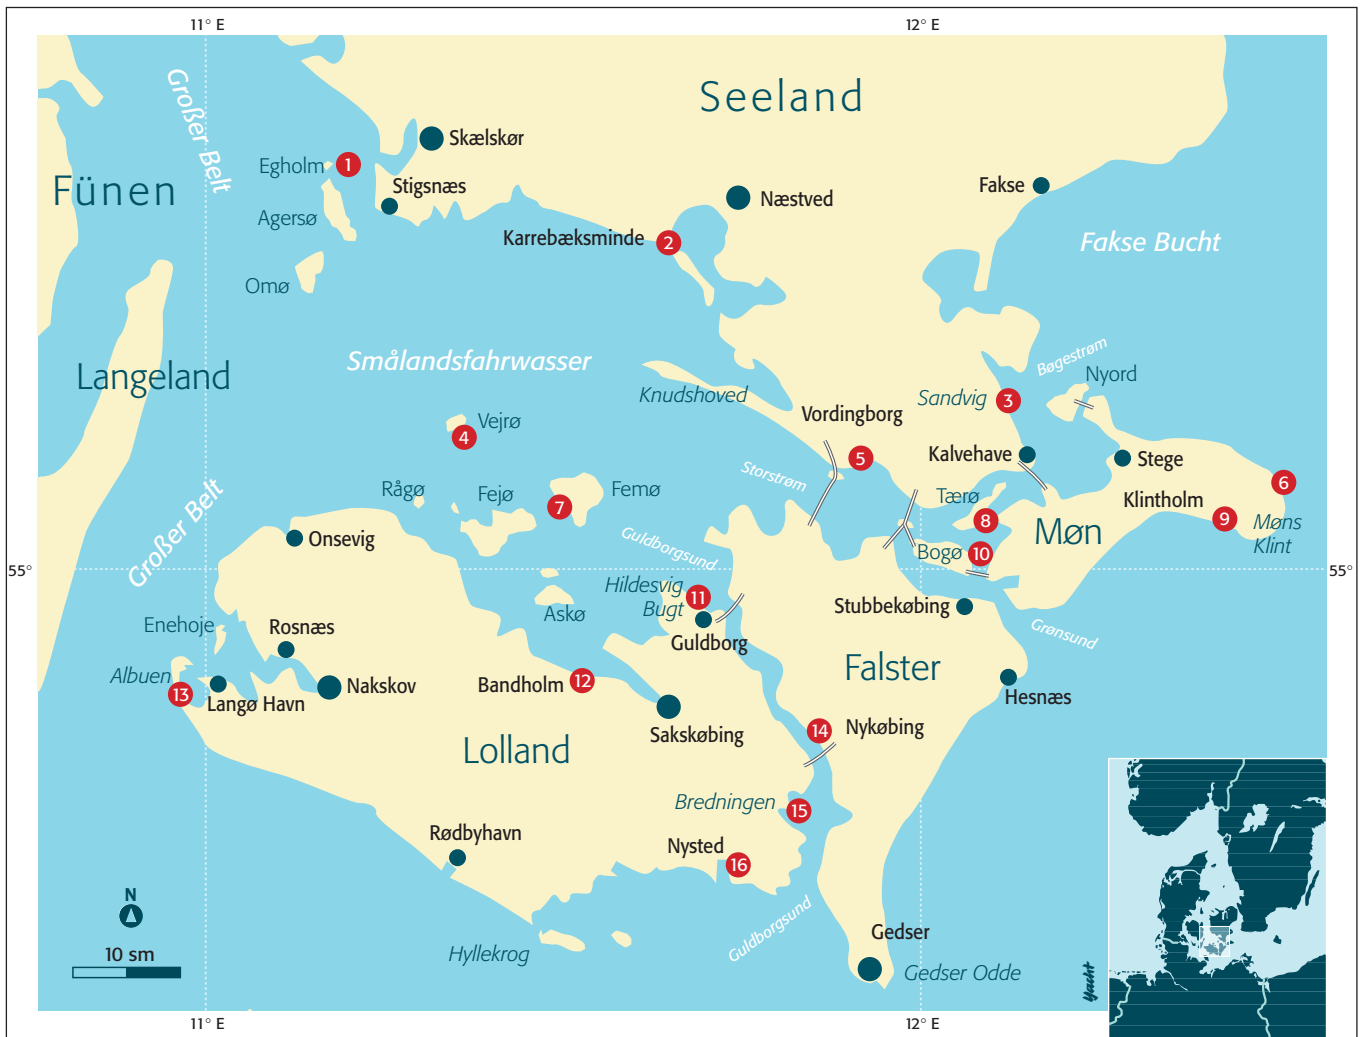 11° E
12° E
Großer Belt
Seeland
Skælskør
Egholm
1
Fünen
Stigsnæs
Næstved
Fakse
Agersø
Karrebæksminde
2
Fakse Bucht
Omø
Smålandsfahrwasser
Bøgestrøm
Langeland
Nyord
Knudshoved
Sandvig
3
Vejrø
4
Vordingborg
5
Kalvehave
Stege
Storstrøm
Rågø
Fejø
Femø
7
Tærø
8
Klintholm
9
6
Møns
Klint
Großer Belt
Onsevig
Guldborgsund
Møn
Bogø
10
55°
55°
Hildesvig
Bugt
11
Askø
Stubbekøbing
Enehoje
Rosnæs
Guldborg
Grønsund
Albuen
13
Langø Havn
Nakskov
Bandholm
12
Falster
Hesnæs
Sakskøbing
14
Nykøbing
Lolland
Bredningen
15
Rødbyhavn
Nysted
16
N
10 sm
Hyllekrog
Guldborgsund
Gedser
Gedser Odde
Yacht
11° E
12° E